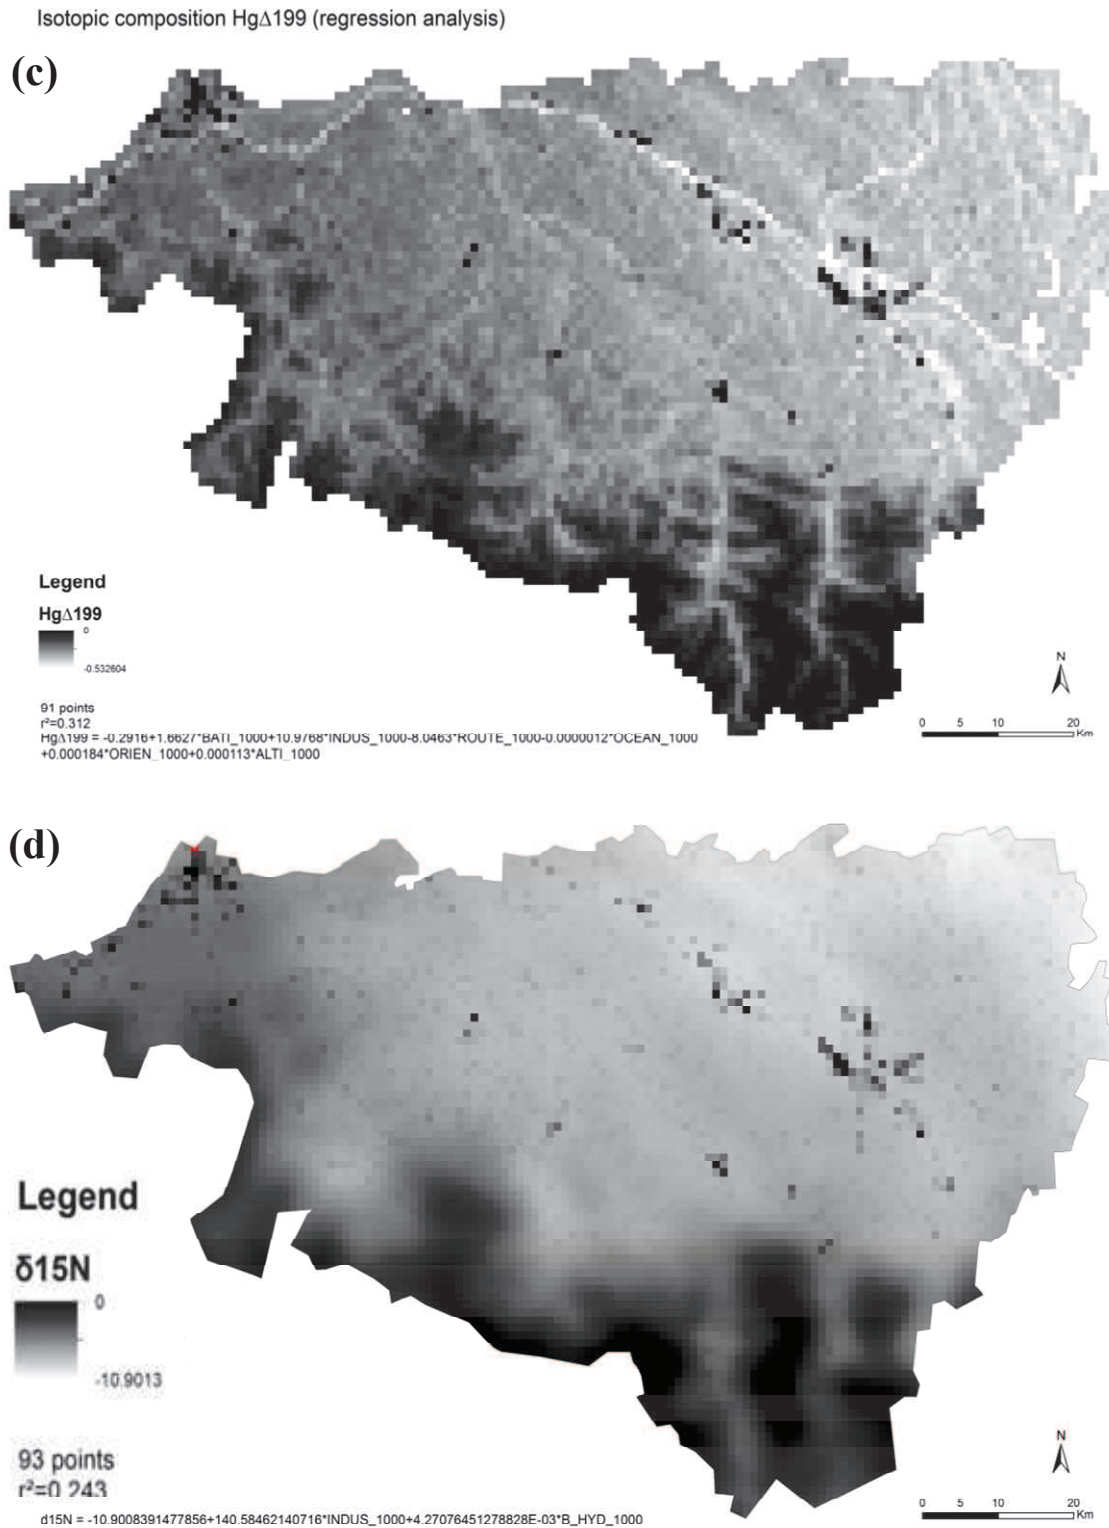 Isotopic composition HgΔ199 (regression analysis)
(c)
Legend
HgΔ199
0
-0.532604
91 points
r²=0.312
HgΔ199 = -0.2916+1.6627*BATI_1000+10.9768*INDUS_1000-8.0463*ROUTE_1000-0.0000012*OCEAN_1000
+0.000184*ORIEN_1000+0.000113*ALTI_1000
N
0 5 10 20
Km
(d)
Legend
δ15N
0
-10.9013
93 points
r²=0.243
d15N = -10.9008391477856+140.58462140716*INDUS_1000+4.27076451278828E-03*B_HYD_1000
N
0 5 10 20
Km